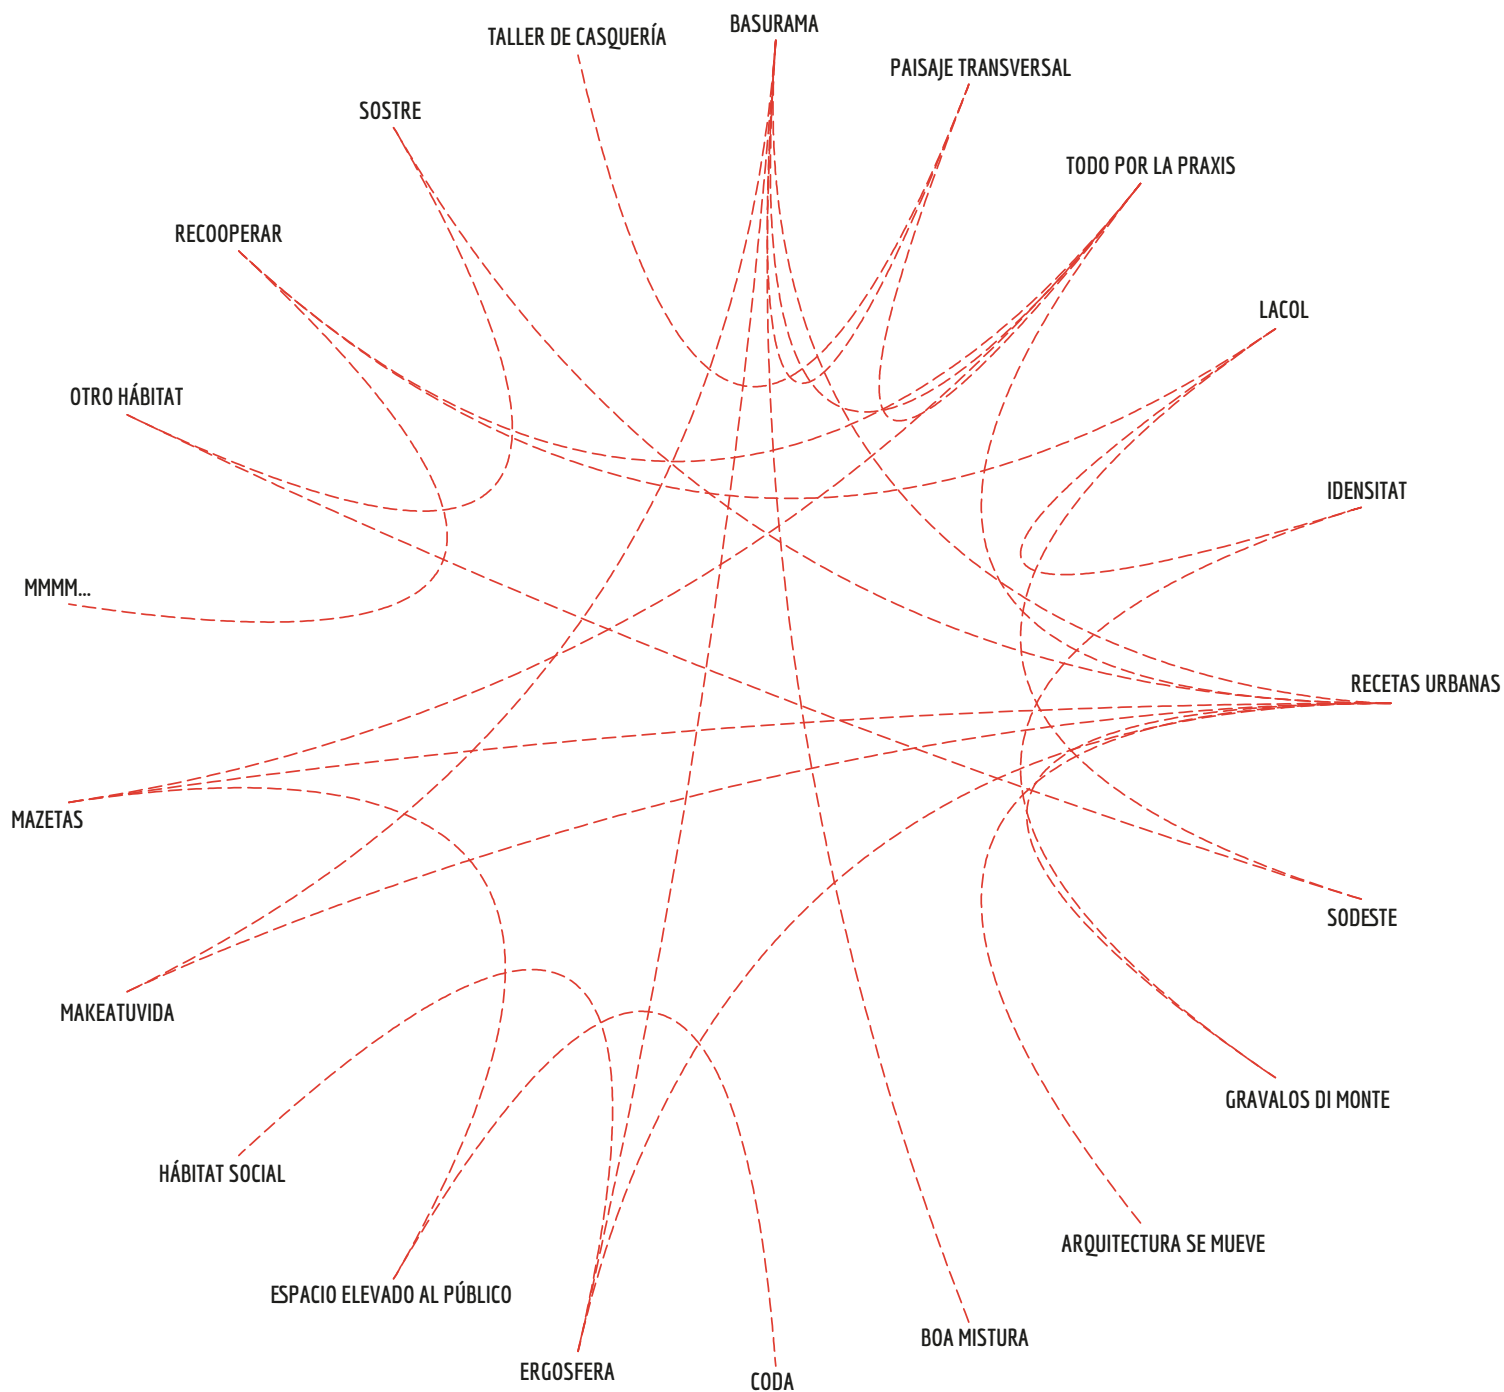 BASURAMA
TALLER DE CASQUERÍA
PAISAJE TRANSVERSAL
SOSTRE
TODO POR LA PRAXIS
RECOOPERAR
LACOL
OTRO HÁBITAT
IDENSITAT
MMMM...
RECETAS URBANAS
MAZETAS
SODESTE
MAKEATUVIDA
GRAVALOS DI MONTE
HÁBITAT SOCIAL
ARQUITECTURA SE MUEVE
ESPACIO ELEVADO AL PÚBLICO
BOA MISTURA
ERGOSFERA
CODA